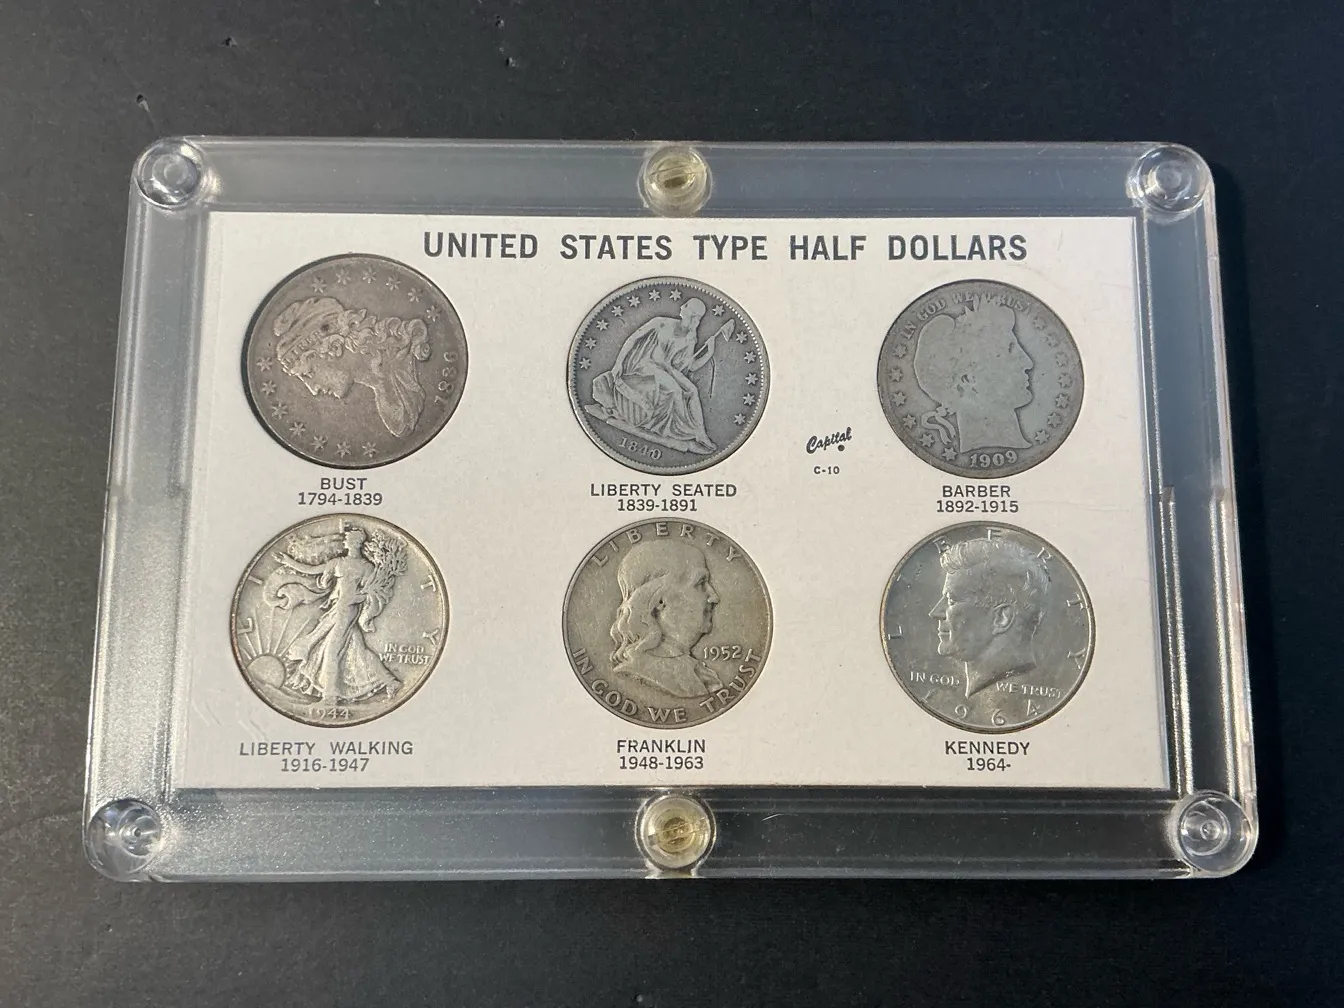 UNITED STATES TYPE HALF DOLLARS
1838
BUST
1794-1839
1840
LIBERTY SEATED
1839-1891
Capital
C-10
IN GOD WE TRUST
1909
BARBER
1892-1915
LIBERTY
IN GOD
WE TRUST
1944
LIBERTY WALKING
1916-1947
LIBERTY
1952
IN GOD WE TRUST
FRANKLIN
1948-1963
LIBERTY
IN GOD WE TRUST
1964
KENNEDY
1964-